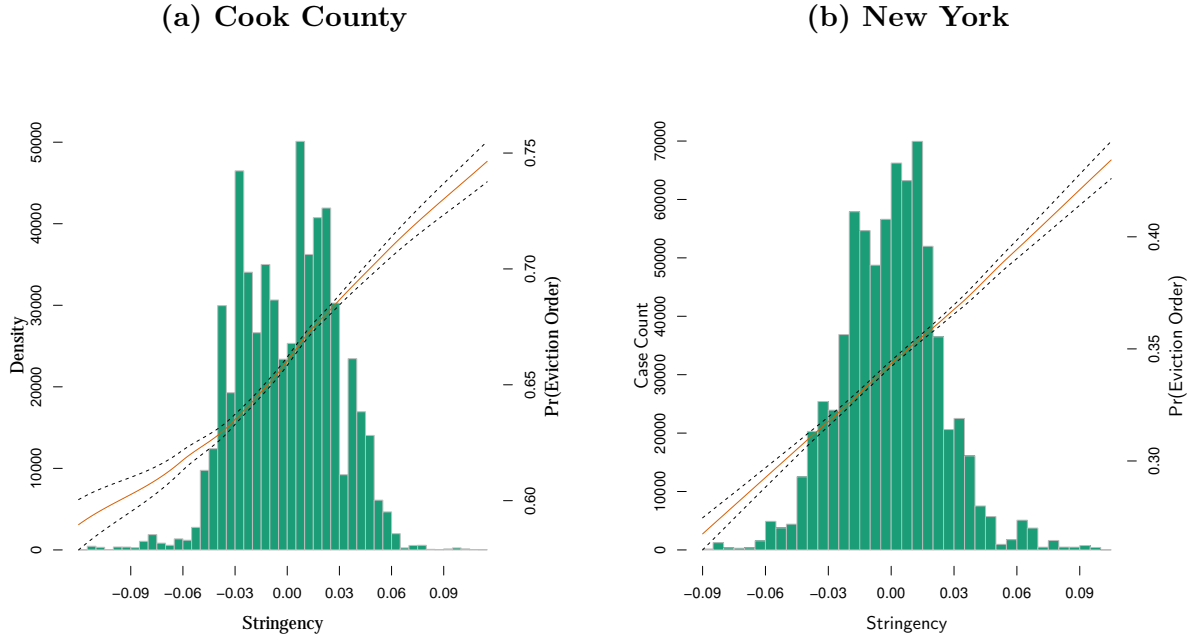 (a) Cook County
(b) New York
50000
40000
30000
20000
10000
0
Density
0.75
0.70
0.65
0.60
Pr(Eviction Order)
−0.09 −0.06 −0.03 0.00 0.03 0.06 0.09
Stringency
70000
60000
50000
40000
30000
20000
10000
0
Case Count
0.40
0.35
0.30
Pr(Eviction Order)
−0.09 −0.06 −0.03 0.00 0.03 0.06 0.09
Stringency